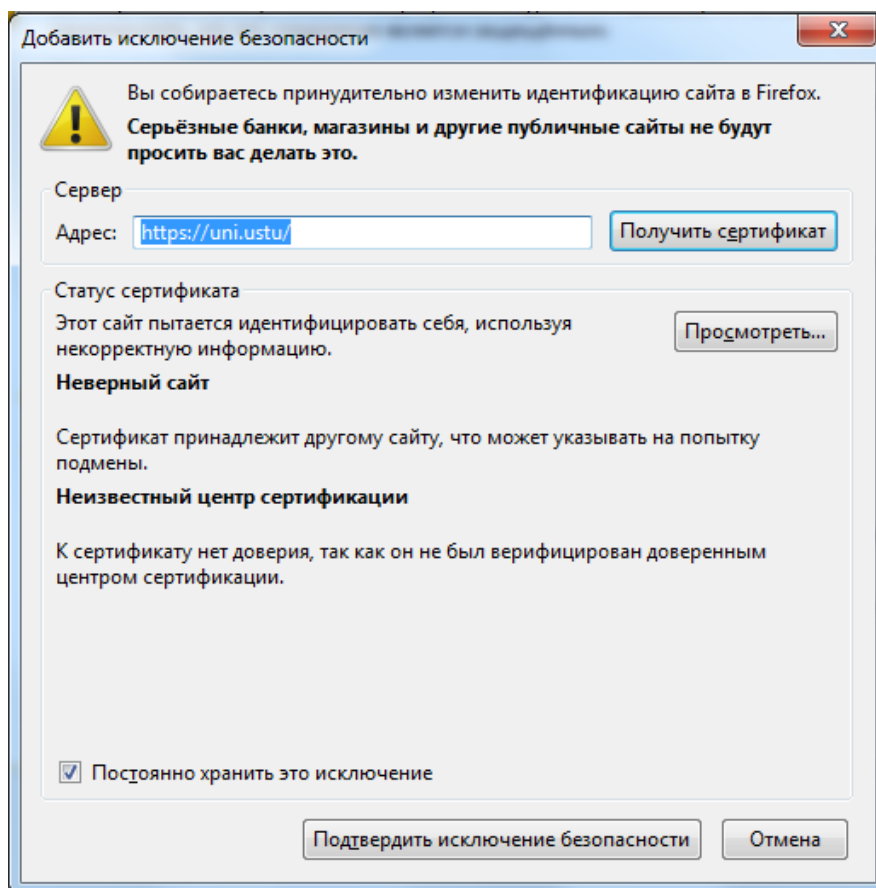 Добавить исключение безопасности
Вы собираетесь принудительно изменить идентификацию сайта в Firefox.
Серьёзные банки, магазины и другие публичные сайты не будут
просить вас делать это.
Сервер
Адрес: https://uni.ustu/ Получить сертификат
Статус сертификата
Этот сайт пытается идентифицировать себя, используя
некорректную информацию.
Просмотреть...
Неверный сайт
Сертификат принадлежит другому сайту, что может указывать на попытку
подмены.
Неизвестный центр сертификации
К сертификату нет доверия, так как он не был верифицирован доверенным
центром сертификации.
Постоянно хранить это исключение
Подтвердить исключение безопасности Отмена